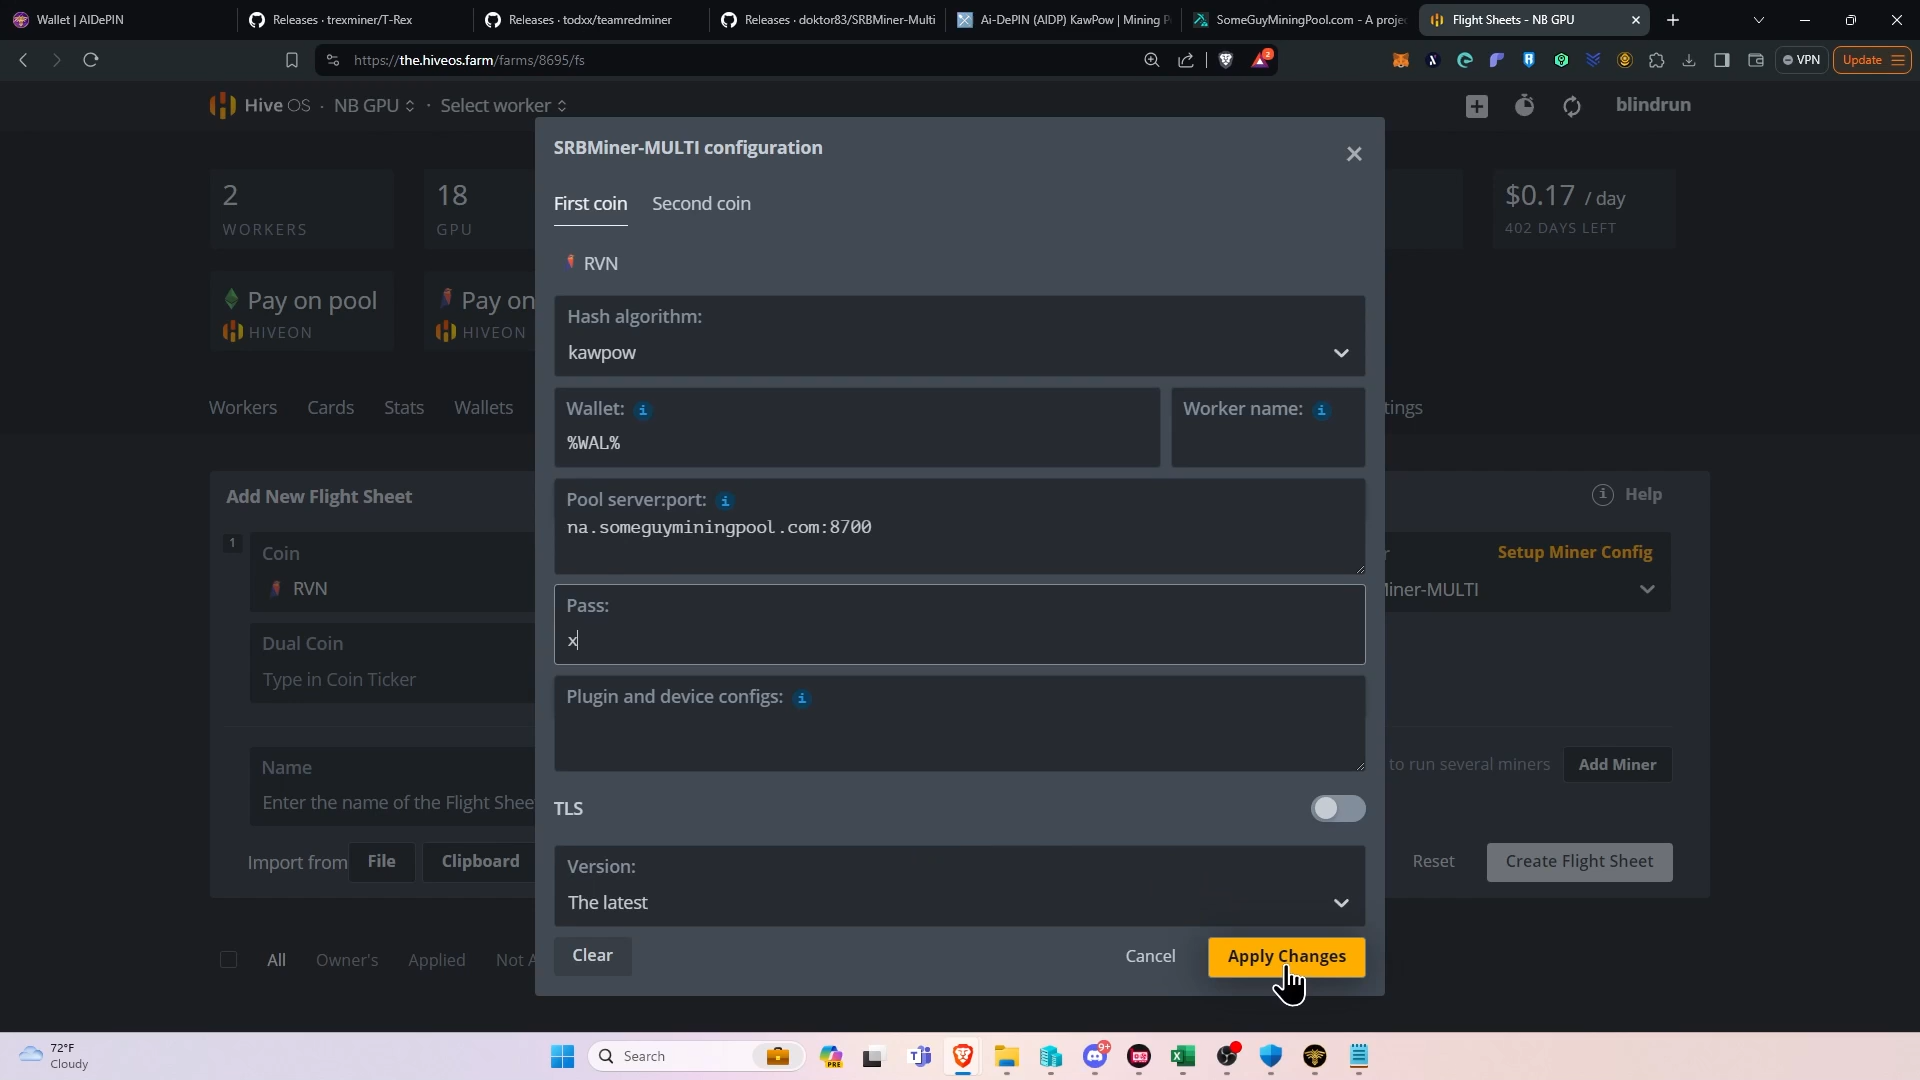 Wallet | AIDePIN
Releases · trexminer/T-Rex
Releases · todxx/teamredminer
Releases · doktor83/SRBMiner-Multi
Ai-DePIN (AIDP) KawPow | Mining P
SomeGuyMiningPool.com - A projec
Flight Sheets - NB GPU
https://the.hiveos.farm/farms/8695/fs
2
VPN
Update
Hive OS · NB GPU · Select worker
blindrun
SRBMiner-MULTI configuration
2
WORKERS
18
GPU
$0.17 / day
402 DAYS LEFT
First coin Second coin
RVN
Pay on pool
HIVEON
Pay on
HIVEON
Hash algorithm:
kawpow
Workers Cards Stats Wallets
tings
Wallet:
%WAL%
Worker name:
Add New Flight Sheet
Help
Pool server:port:
na.someguyminingpool.com:8700
1
Coin
RVN
r
Setup Miner Config
iner-MULTI
Pass:
x
Dual Coin
Type in Coin Ticker
Plugin and device configs:
Name
Enter the name of the Flight Shee
to run several miners
Add Miner
TLS
Import from File Clipboard
Reset
Create Flight Sheet
Version:
The latest
Clear
Cancel
Apply Changes
All Owner's Applied Not A
72°F
Cloudy
Search
PRE
9+